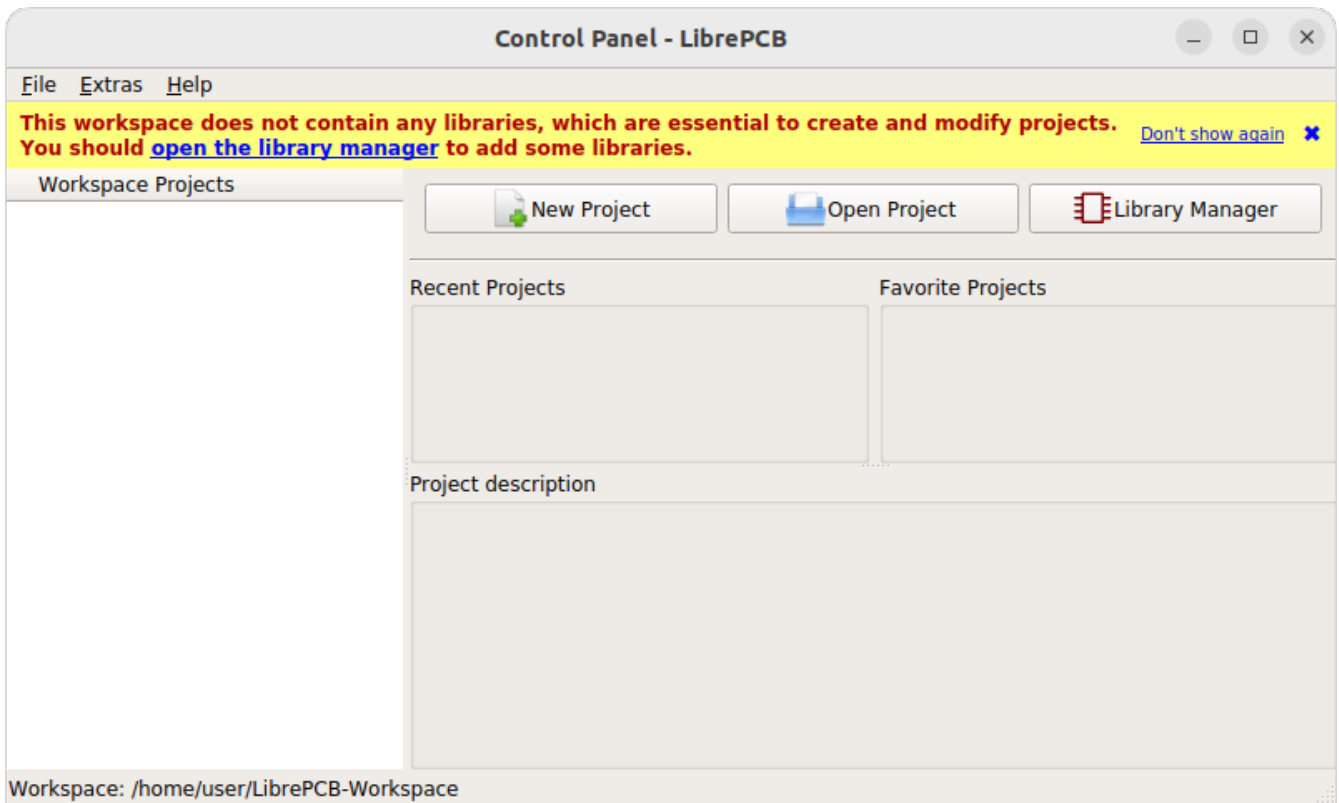 Control Panel - LibrePCB
File Extras Help
This workspace does not contain any libraries, which are essential to create and modify projects.
You should open the library manager to add some libraries.
Don't show again
Workspace Projects
New Project
Open Project
Library Manager
Recent Projects
Favorite Projects
Project description
Workspace: /home/user/LibrePCB-Workspace